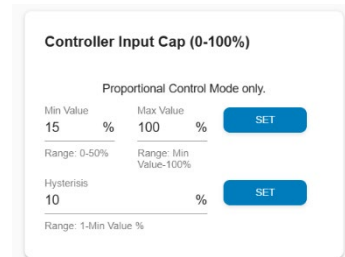 Controller Input Cap (0-100%)
Proportional Control Mode only.
Min Value Max Value
15 % 100 % SET
Range: 0-50% Range: Min
Value-100%
Hysterisis
10 % SET
Range: 1-Min Value %